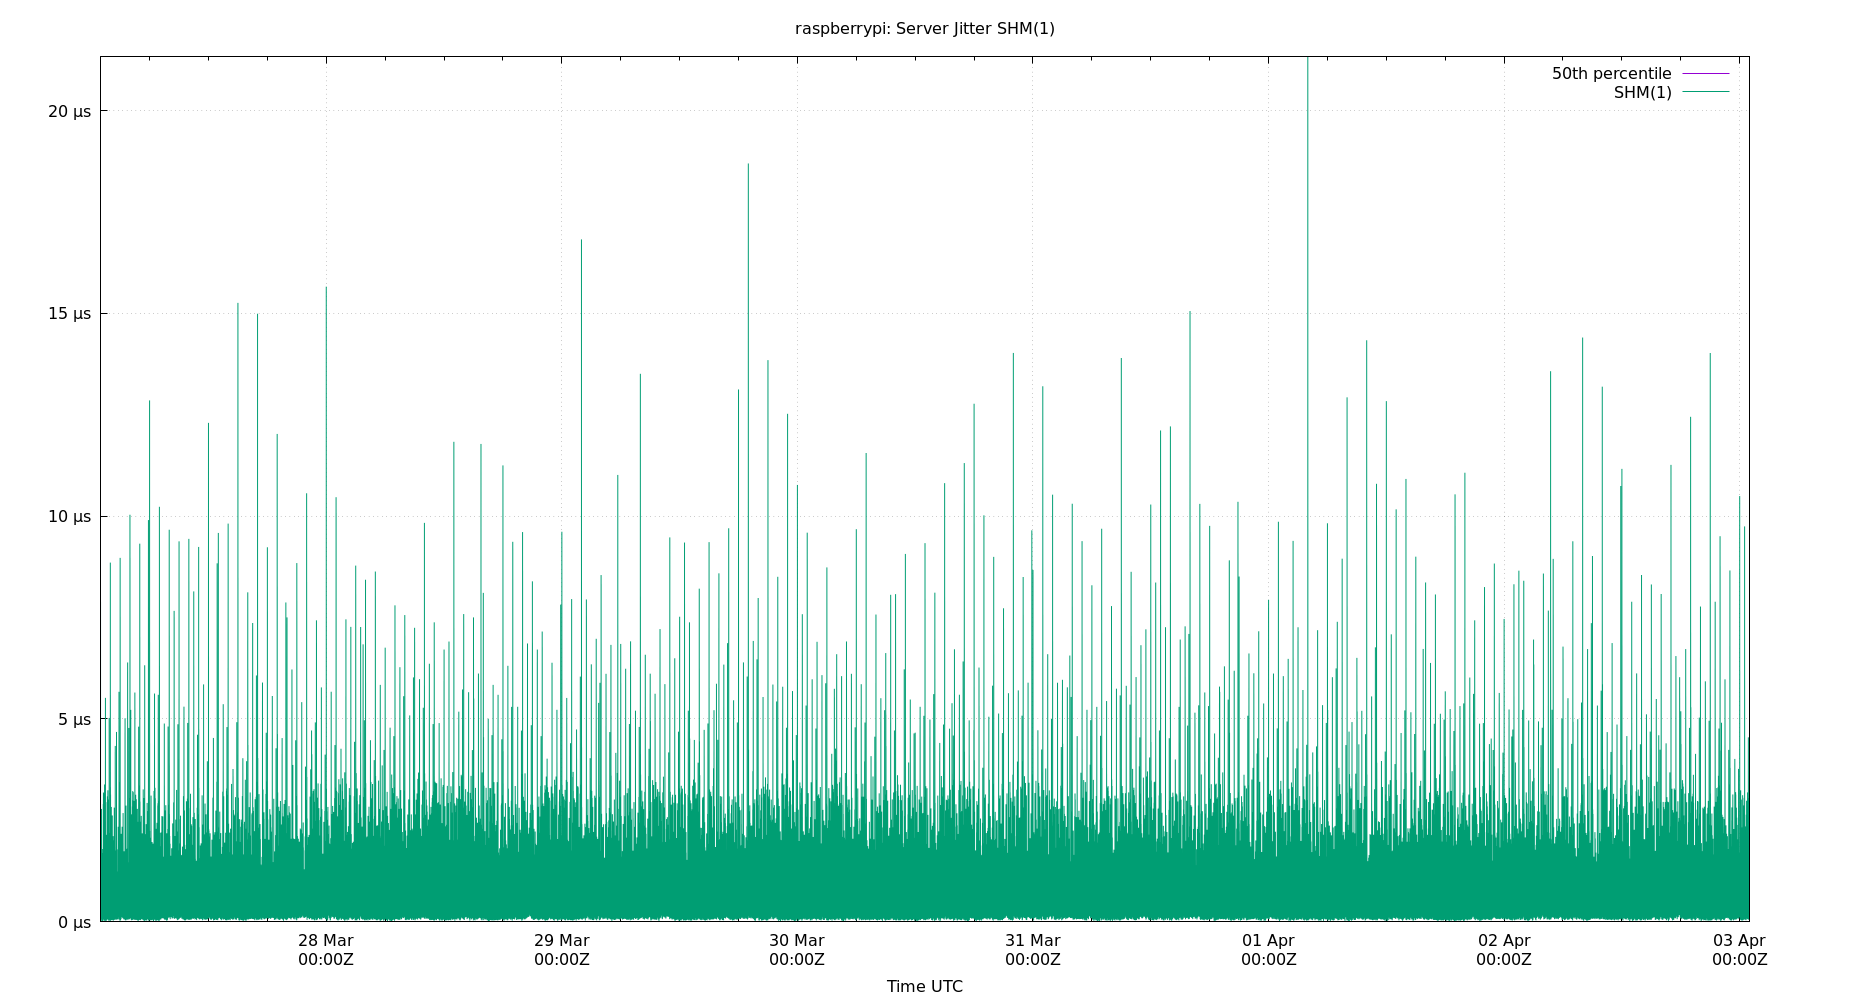 raspberrypi: Server Jitter SHM(1)
50th percentile
SHM(1)
20 µs
15 µs
10 µs
5 µs
0 µs
28 Mar 29 Mar 30 Mar 31 Mar 01 Apr 02 Apr 03 Apr
00:00Z 00:00Z 00:00Z 00:00Z 00:00Z 00:00Z 00:00Z
Time UTC